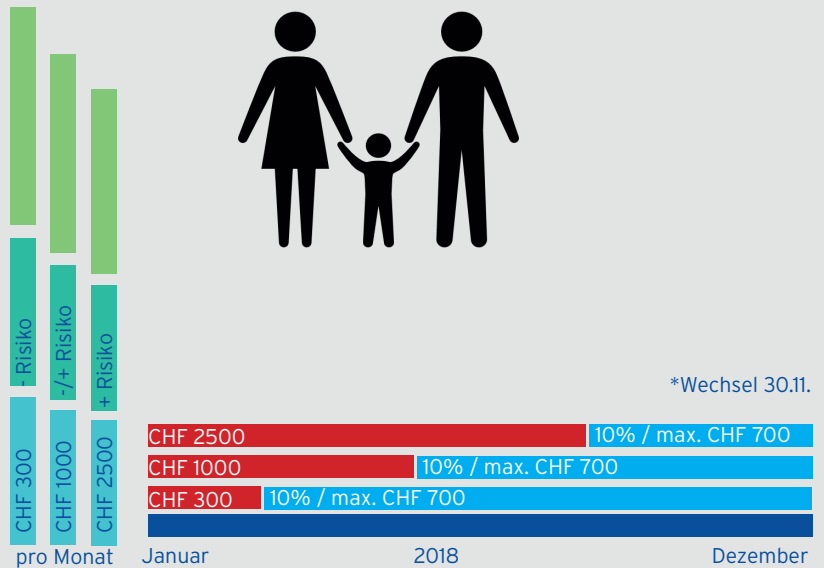 - Risiko
-/+ Risiko
+ Risiko
CHF 300
CHF 1000
CHF 2500
pro Monat
*Wechsel 30.11.
CHF 2500 10% / max. CHF 700
CHF 1000 10% / max. CHF 700
CHF 300 10% / max. CHF 700
Januar 2018 Dezember